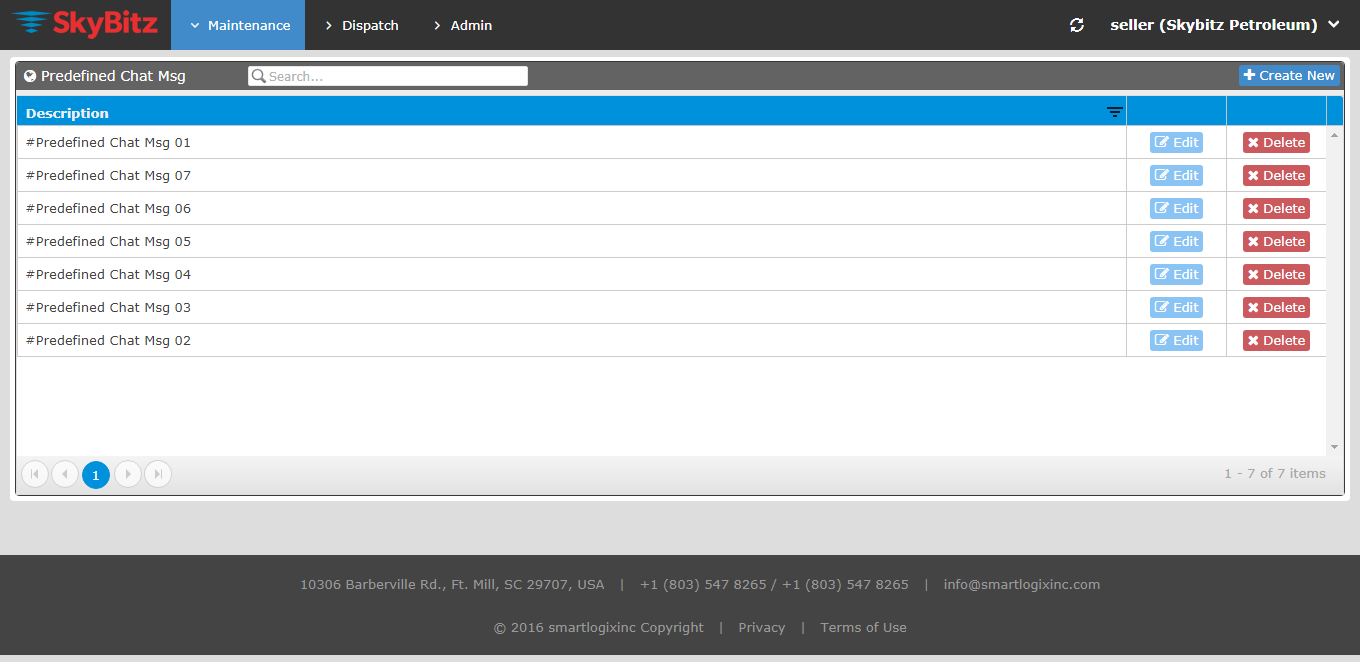 SkyBitz Maintenance Dispatch Admin seller (Skybitz Petroleum)
Predefined Chat Msg Search... Create New
Description
#Predefined Chat Msg 01 Edit Delete
#Predefined Chat Msg 07 Edit Delete
#Predefined Chat Msg 06 Edit Delete
#Predefined Chat Msg 05 Edit Delete
#Predefined Chat Msg 04 Edit Delete
#Predefined Chat Msg 03 Edit Delete
#Predefined Chat Msg 02 Edit Delete
1 1 - 7 of 7 items
10306 Barberville Rd., Ft. Mill, SC 29707, USA | +1 (803) 547 8265 / +1 (803) 547 8265 | info@smartlogixinc.com
© 2016 smartlogixinc Copyright | Privacy | Terms of Use